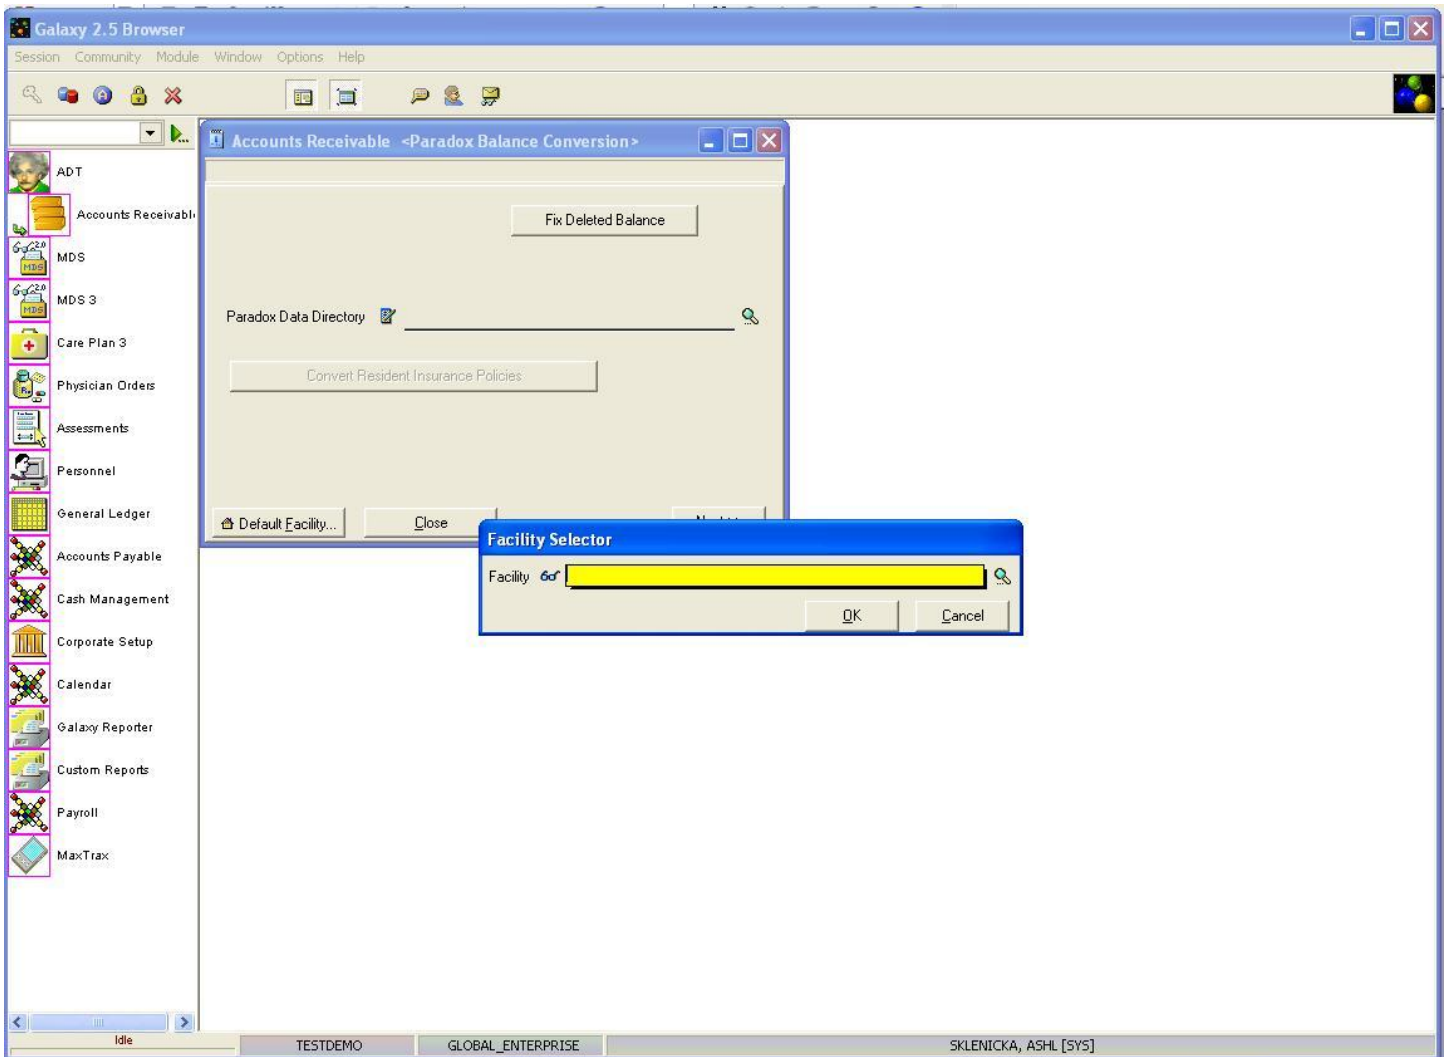 Galaxy 2.5 Browser
Session Community Module Window Options Help
Accounts Receivable <Paradox Balance Conversion>
ADT
Accounts Receivabl
MDS
MDS 3
Care Plan 3
Physician Orders
Assessments
Personnel
General Ledger
Accounts Payable
Cash Management
Corporate Setup
Calendar
Galaxy Reporter
Custom Reports
Payroll
MaxTrax
Fix Deleted Balance
Paradox Data Directory
Convert Resident Insurance Policies
Default Facility... Close
Facility Selector
Facility
OK Cancel
Idle TESTDEMO GLOBAL_ENTERPRISE SKLENICKA, ASHL [SYS]